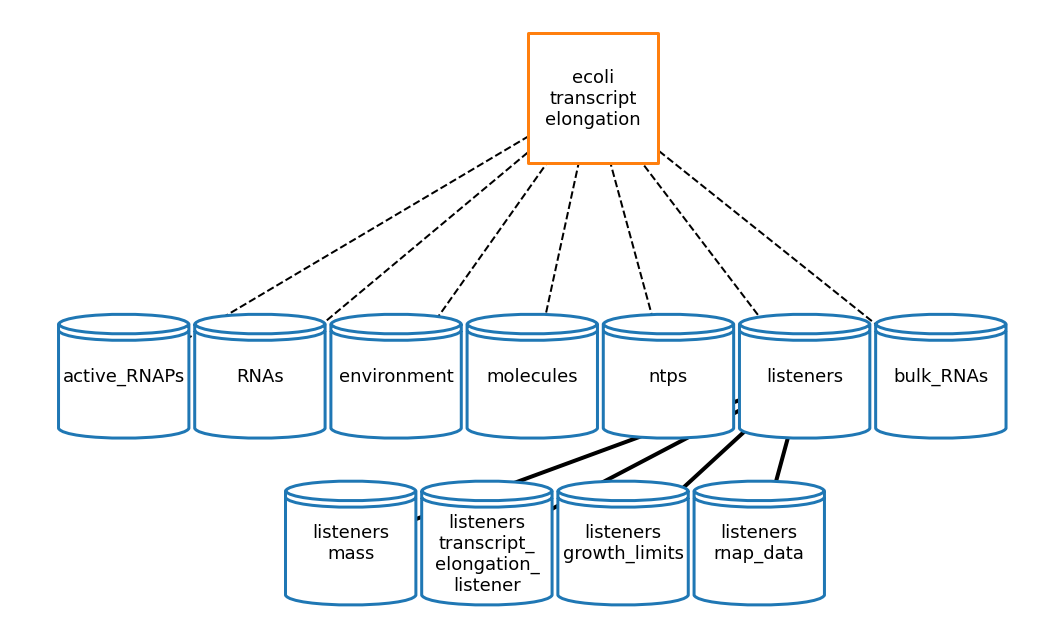 ecoli
transcript
elongation
active_RNAPs
RNAs
environment
molecules
ntps
listeners
bulk_RNAs
listeners
mass
listeners
transcript_
elongation_
listener
listeners
growth_limits
listeners
rnap_data